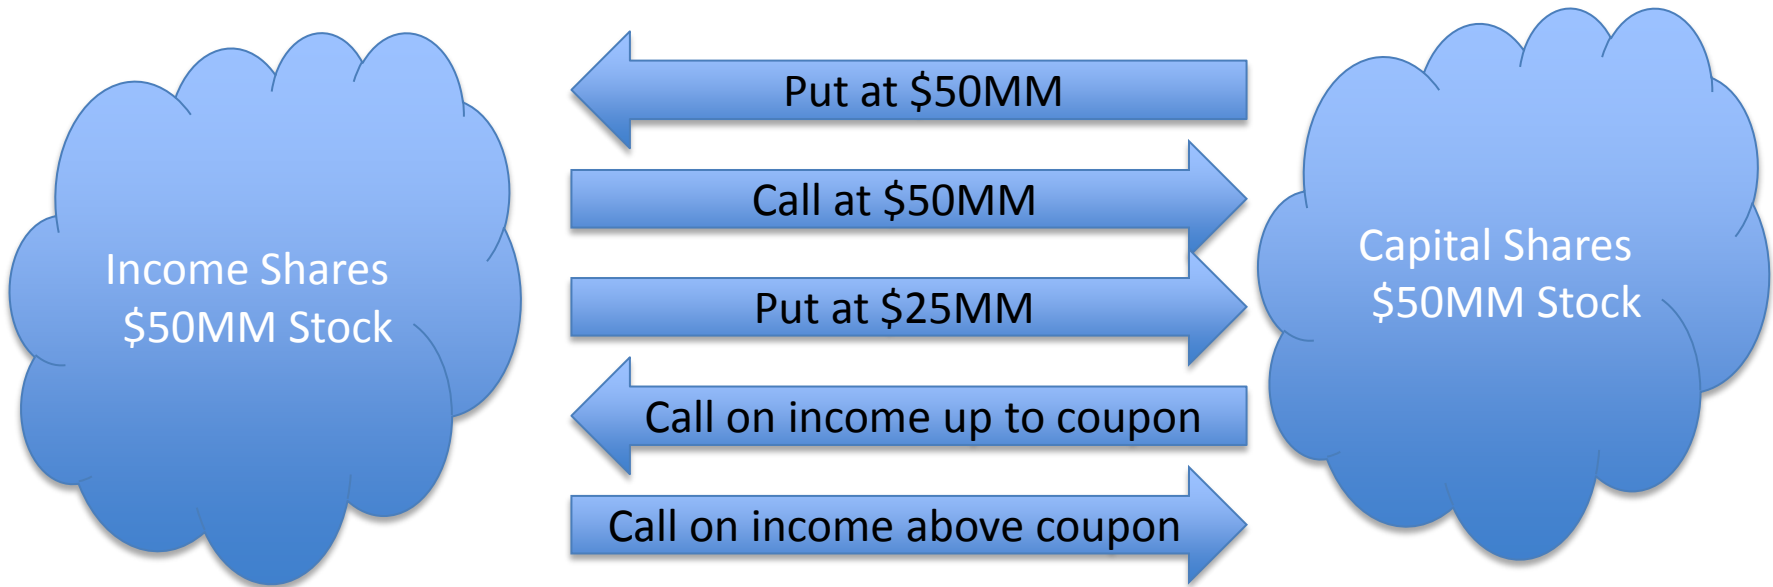 Income Shares
$50MM Stock
Put at $50MM
Call at $50MM
Put at $25MM
Call on income up to coupon
Call on income above coupon
Capital Shares
$50MM Stock